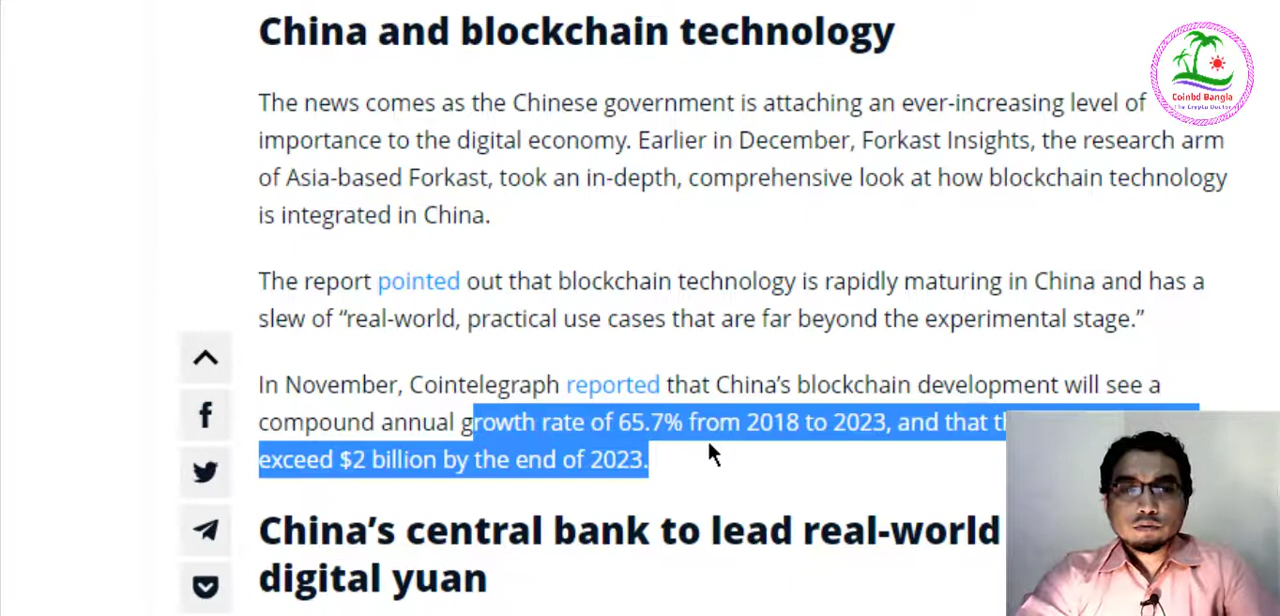 China and blockchain technology
Coinbd Bangla
The Crypto Doctor
The news comes as the Chinese government is attaching an ever-increasing level of
importance to the digital economy. Earlier in December, Forkast Insights, the research arm
of Asia-based Forkast, took an in-depth, comprehensive look at how blockchain technology
is integrated in China.
The report pointed out that blockchain technology is rapidly maturing in China and has a
slew of “real-world, practical use cases that are far beyond the experimental stage.”
In November, Cointelegraph reported that China’s blockchain development will see a
compound annual growth rate of 65.7% from 2018 to 2023, and that
exceed $2 billion by the end of 2023.
China’s central bank to lead real-world
digital yuan